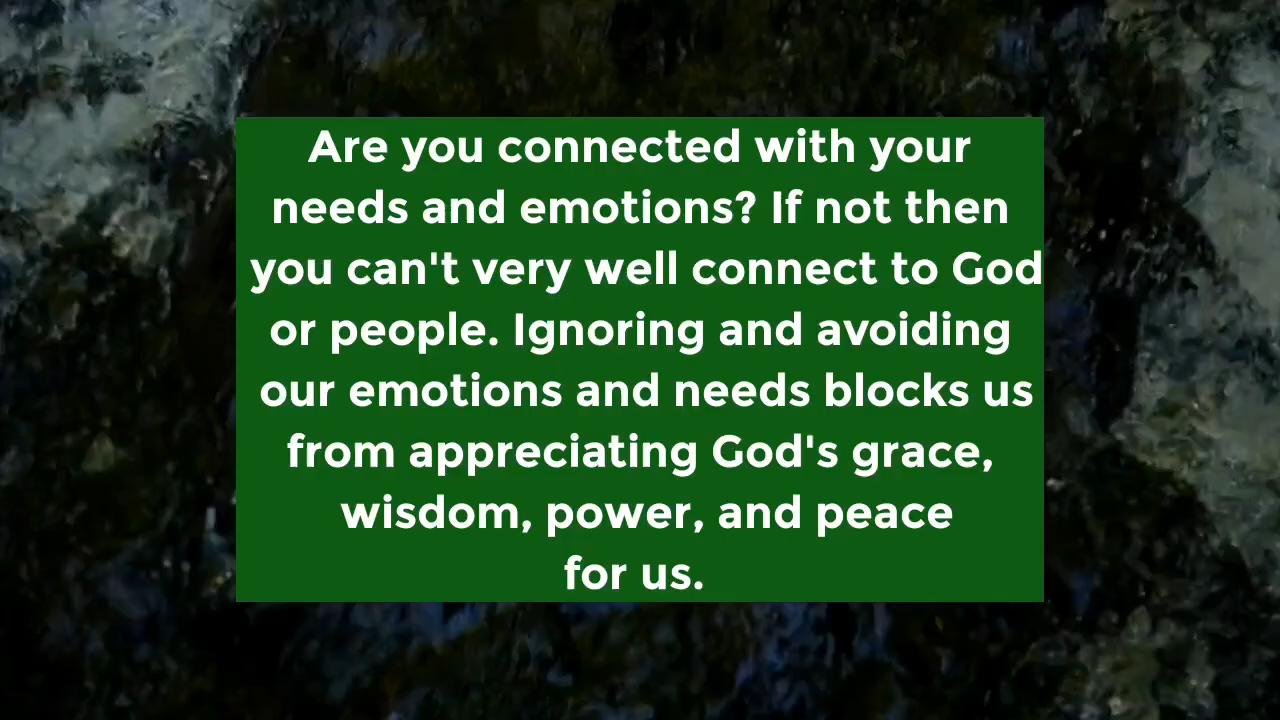 Are you connected with your
needs and emotions? If not then
you can't very well connect to God
or people. Ignoring and avoiding
our emotions and needs blocks us
from appreciating God's grace,
wisdom, power, and peace
for us.